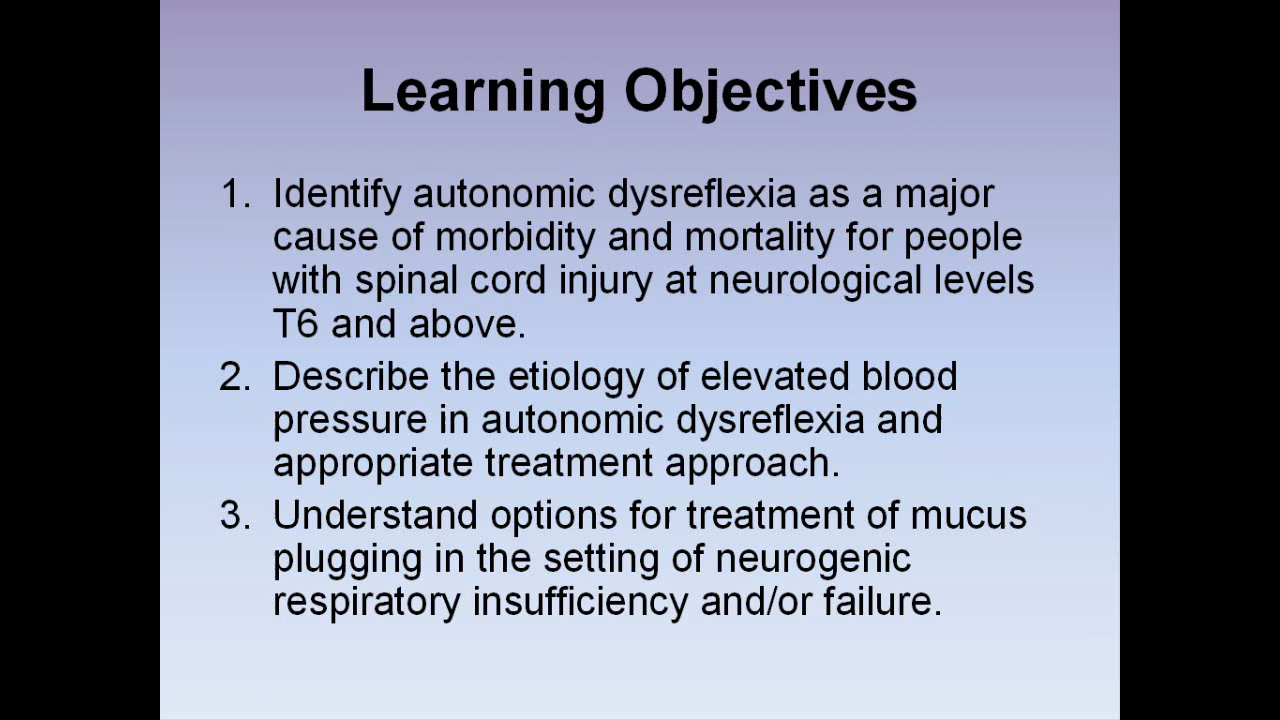 Learning Objectives
1. Identify autonomic dysreflexia as a major
cause of morbidity and mortality for people
with spinal cord injury at neurological levels
T6 and above.
2. Describe the etiology of elevated blood
pressure in autonomic dysreflexia and
appropriate treatment approach.
3. Understand options for treatment of mucus
plugging in the setting of neurogenic
respiratory insufficiency and/or failure.